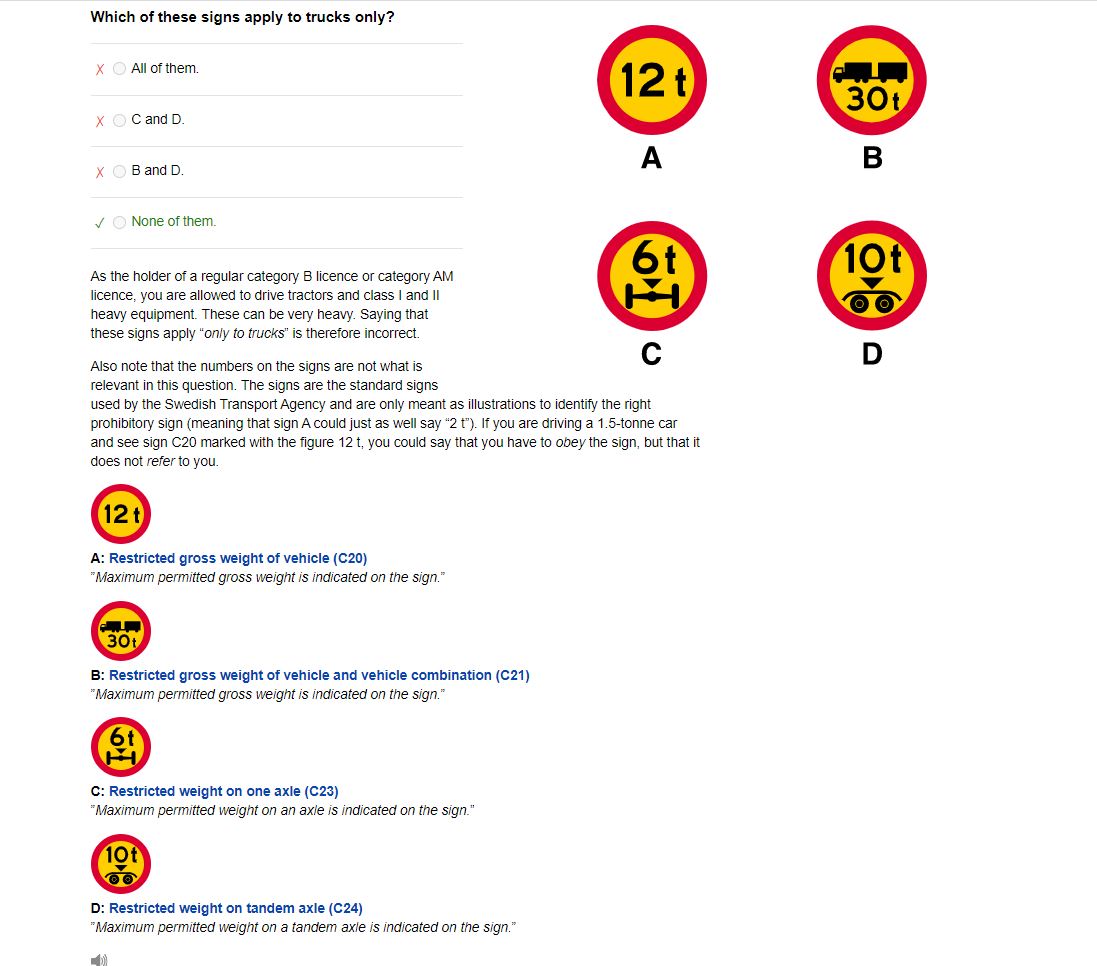 Which of these signs apply to trucks only?
All of them.
C and D.
B and D.
None of them.
12 t
A
30t
B
6t
C
10t
D
As the holder of a regular category B licence or category AM
licence, you are allowed to drive tractors and class I and II
heavy equipment. These can be very heavy. Saying that
these signs apply “only to trucks” is therefore incorrect.
Also note that the numbers on the signs are not what is
relevant in this question. The signs are the standard signs
used by the Swedish Transport Agency and are only meant as illustrations to identify the right
prohibitory sign (meaning that sign A could just as well say “2 t”). If you are driving a 1.5-tonne car
and see sign C20 marked with the figure 12 t, you could say that you have to obey the sign, but that it
does not refer to you.
12 t
A: Restricted gross weight of vehicle (C20)
”Maximum permitted gross weight is indicated on the sign.”
30t
B: Restricted gross weight of vehicle and vehicle combination (C21)
”Maximum permitted gross weight is indicated on the sign.”
6t
C: Restricted weight on one axle (C23)
”Maximum permitted weight on an axle is indicated on the sign.”
10t
D: Restricted weight on tandem axle (C24)
”Maximum permitted weight on a tandem axle is indicated on the sign.”